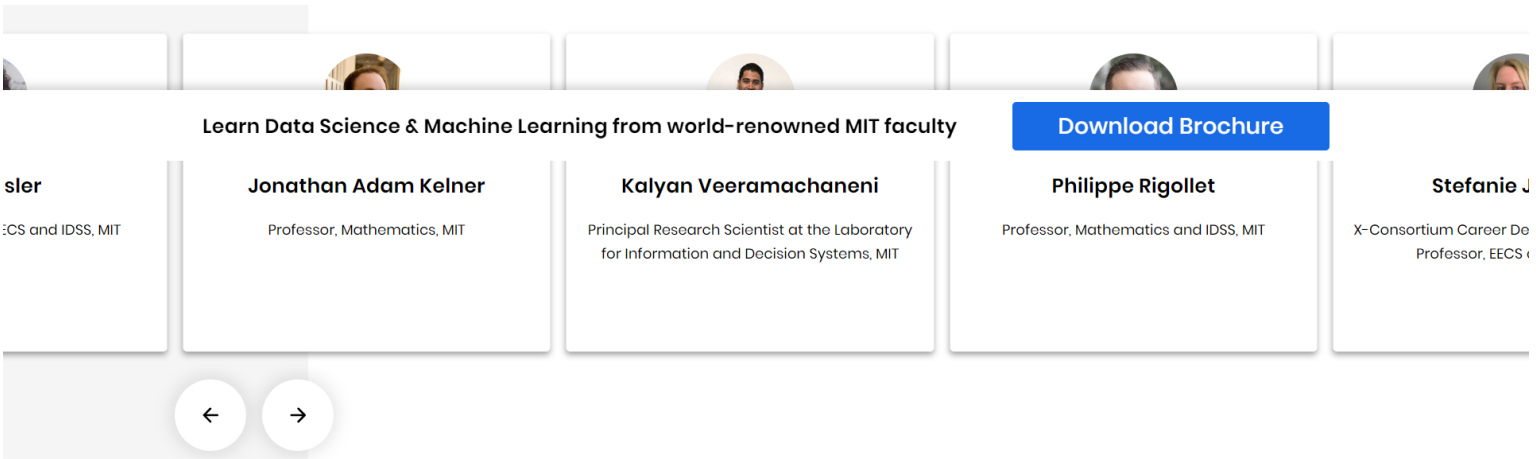 Learn Data Science & Machine Learning from world-renowned MIT faculty
Download Brochure
sler
ECS and IDSS, MIT
Jonathan Adam Kelner
Professor, Mathematics, MIT
Kalyan Veeramachaneni
Principal Research Scientist at the Laboratory
for Information and Decision Systems, MIT
Philippe Rigollet
Professor, Mathematics and IDSS, MIT
Stefanie J
X-Consortium Career De
Professor, EECS